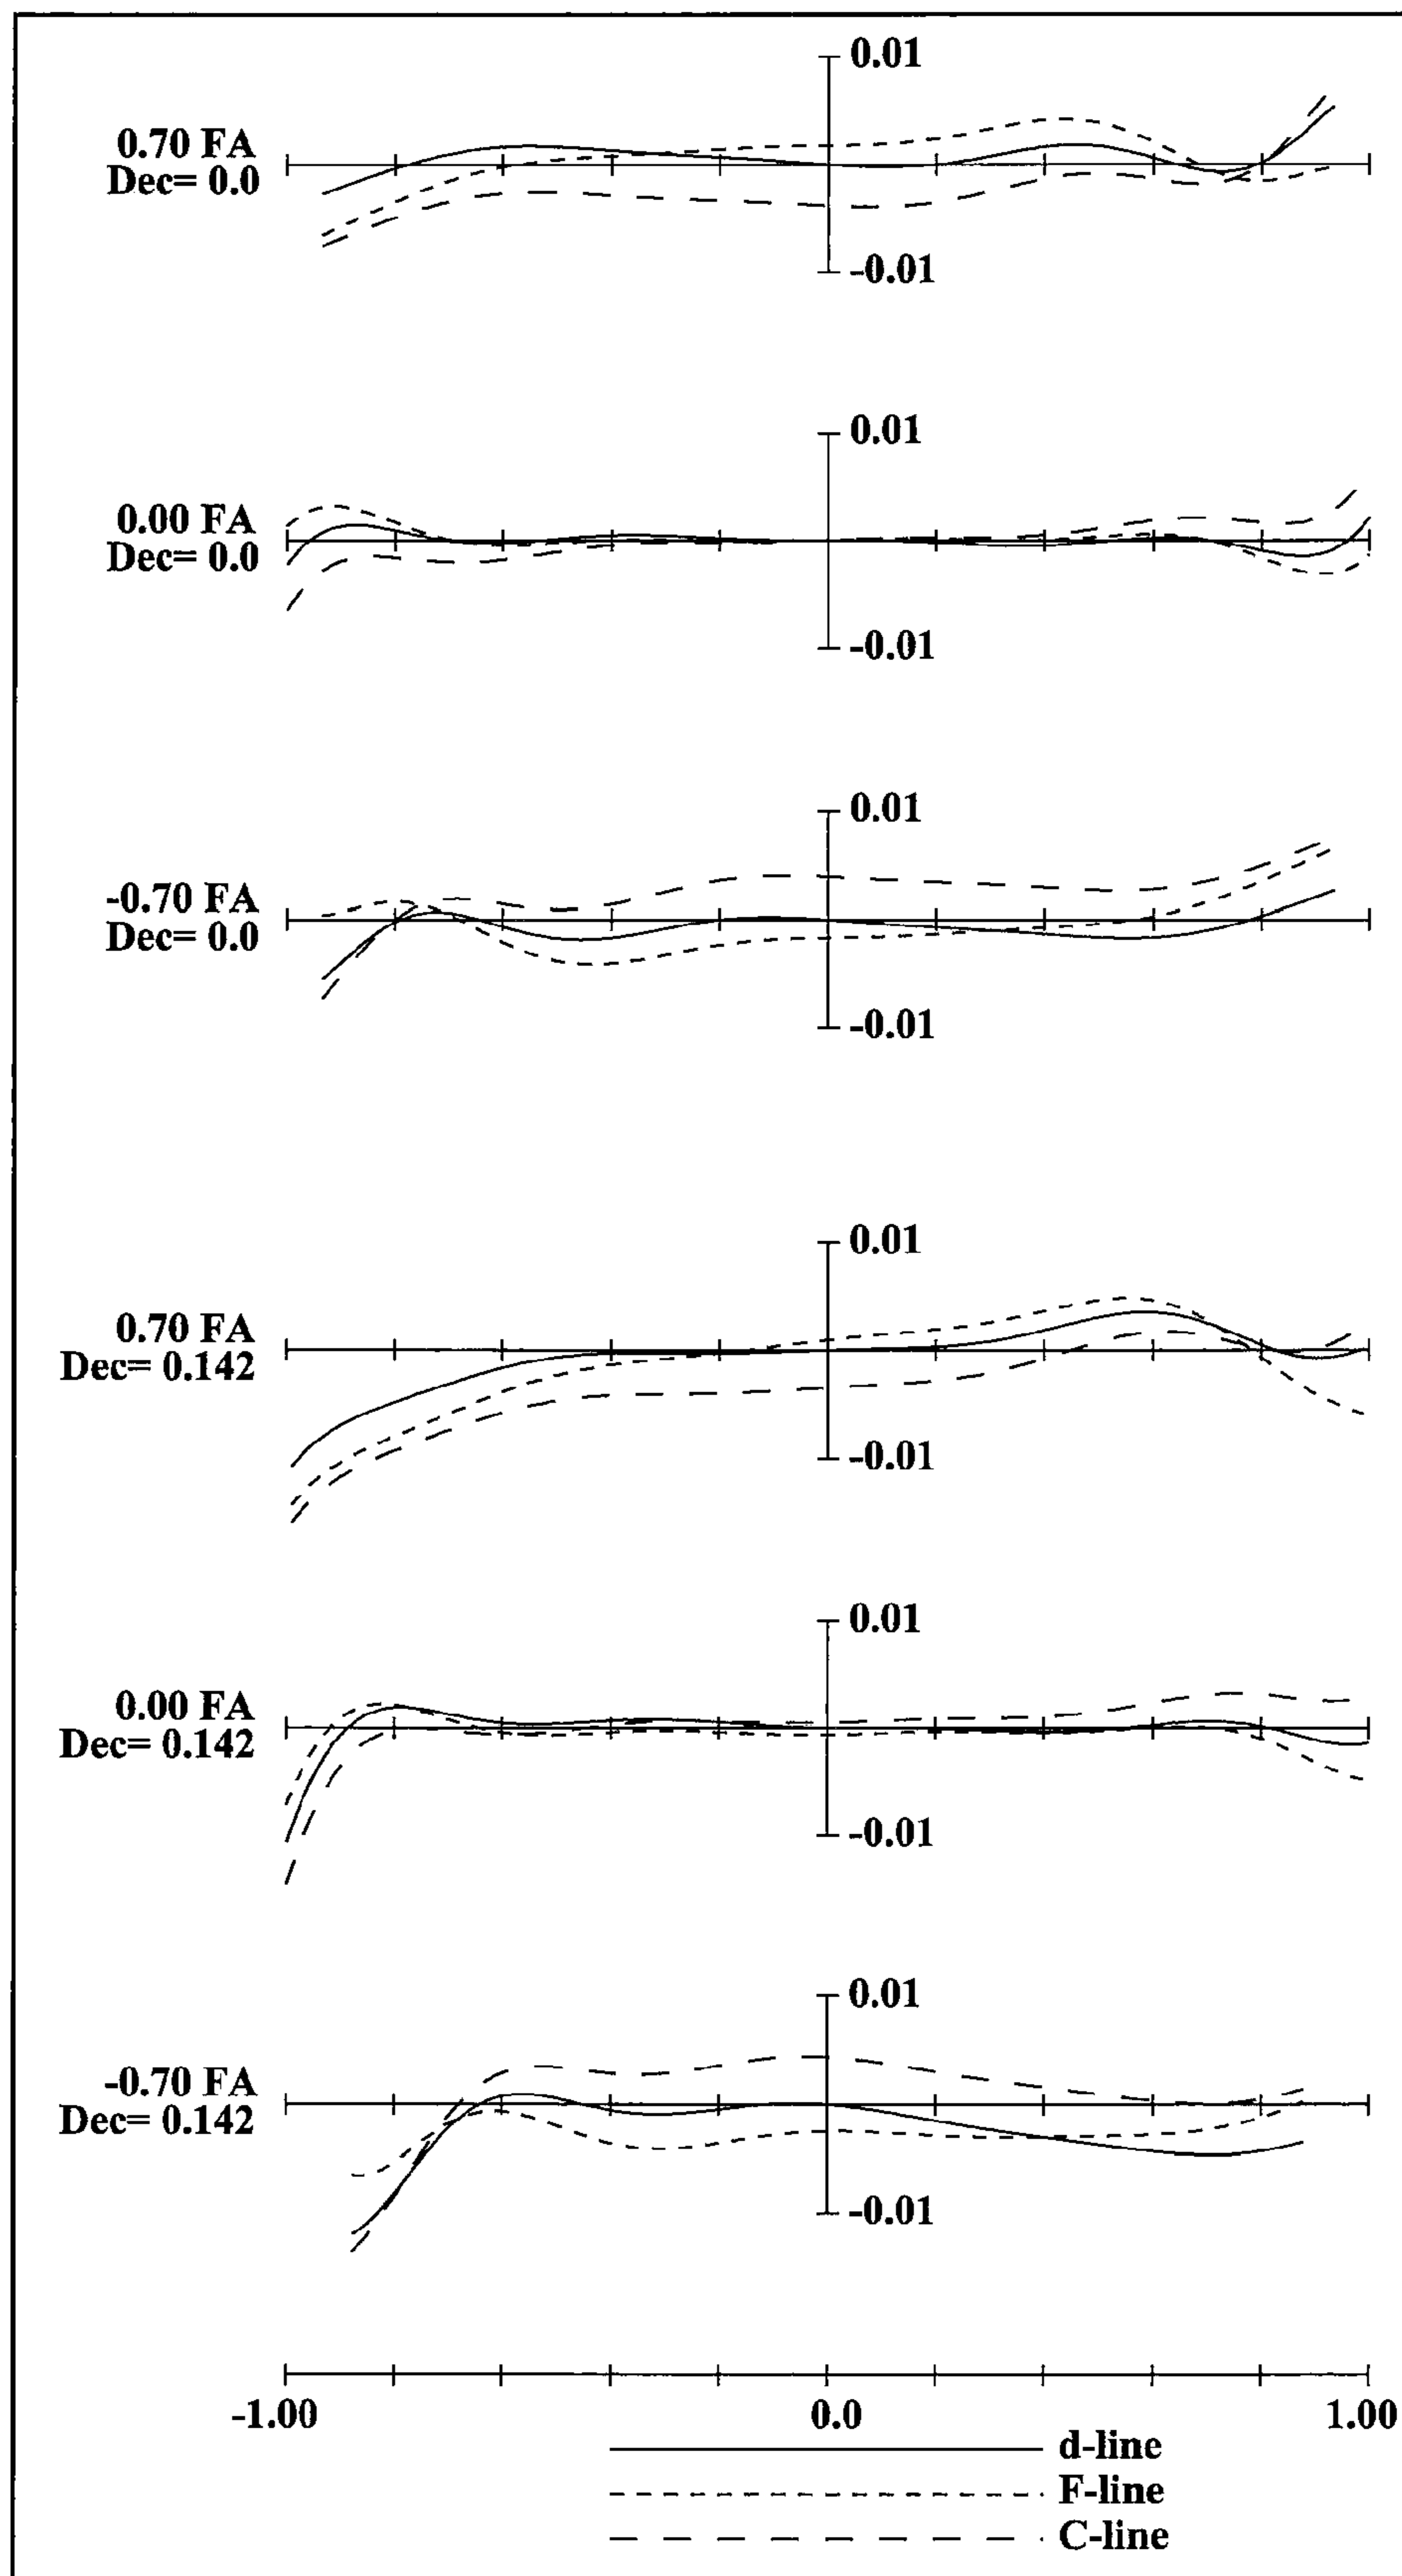 0.01
0.70 FA
Dec= 0.0
-0.01
0.01
0.00 FA
Dec= 0.0
-0.01
0.01
-0.70 FA
Dec= 0.0
-0.01
0.01
0.70 FA
Dec= 0.142
-0.01
0.01
0.00 FA
Dec= 0.142
-0.01
0.01
-0.70 FA
Dec= 0.142
-0.01
-1.00 0.0 1.00
d-line
F-line
C-line